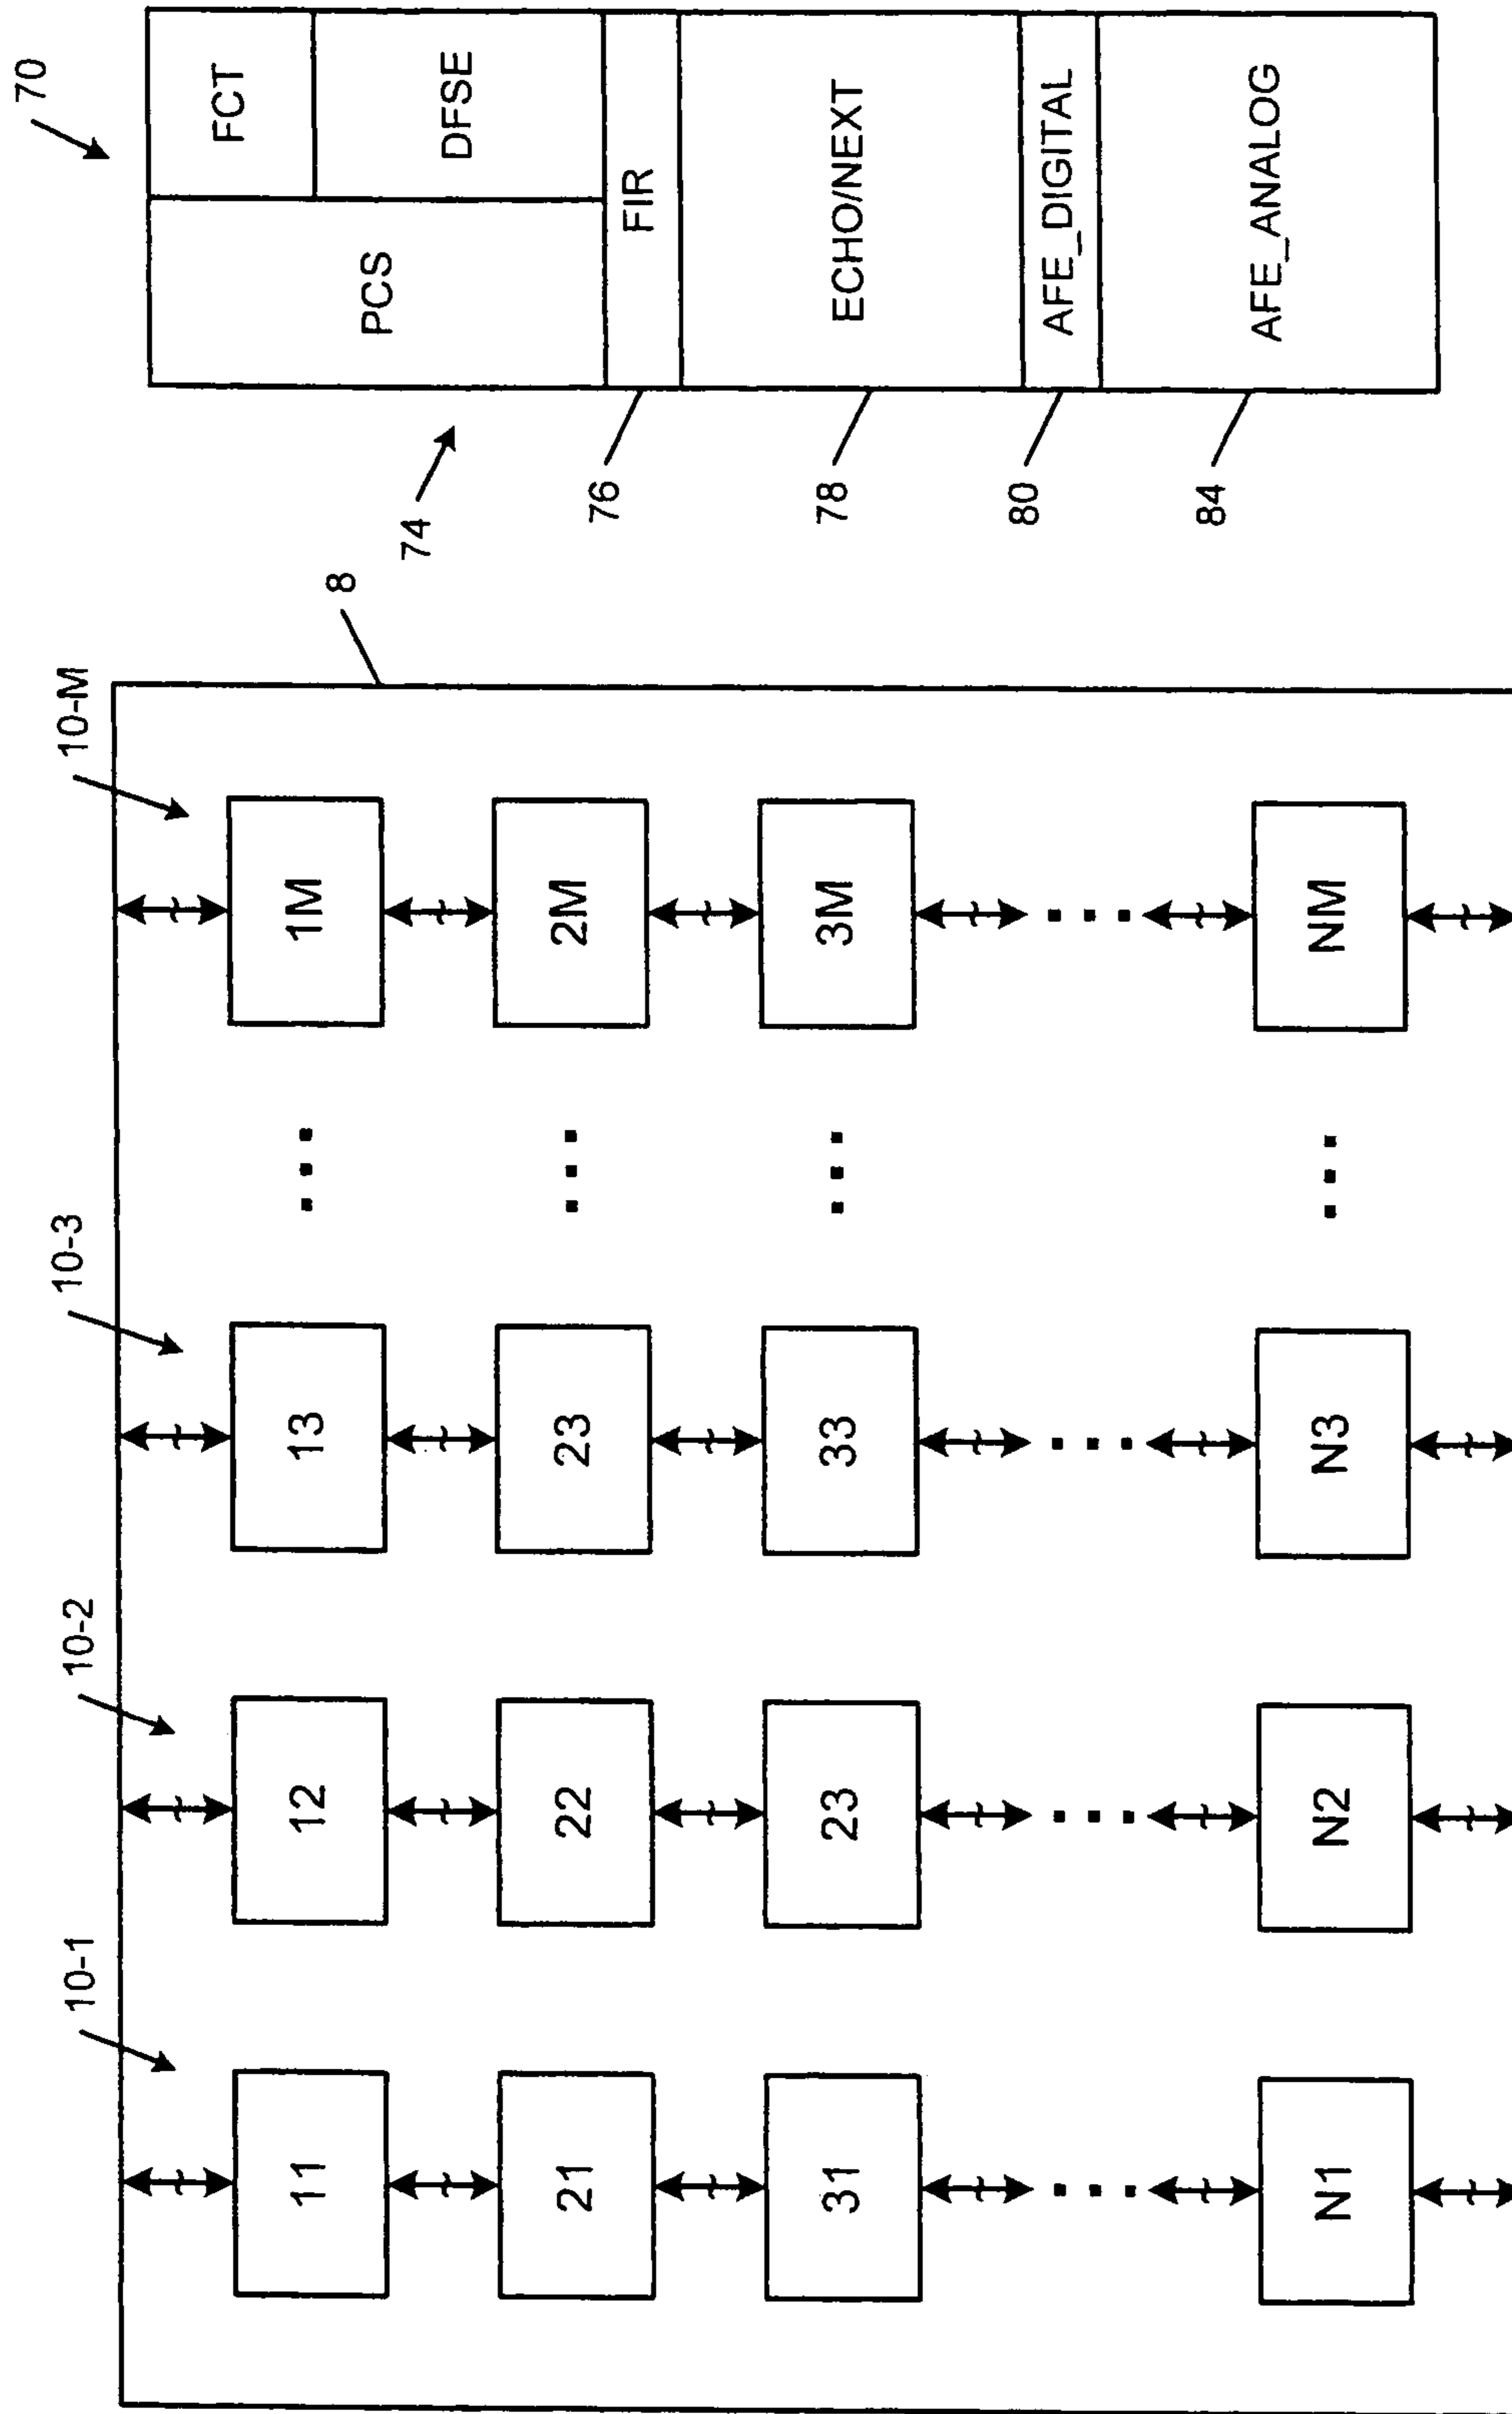 10-1
10-2
10-3
10-M
8
11
12
13
...
1M
21
22
23
...
2M
31
23
33
...
3M
...
...
...
...
N1
N2
N3
...
NM
70
74
PCS
FCT
DFSE
76
FIR
78
ECHO/NEXT
80
AFE_DIGITAL
84
AFE_ANALOG